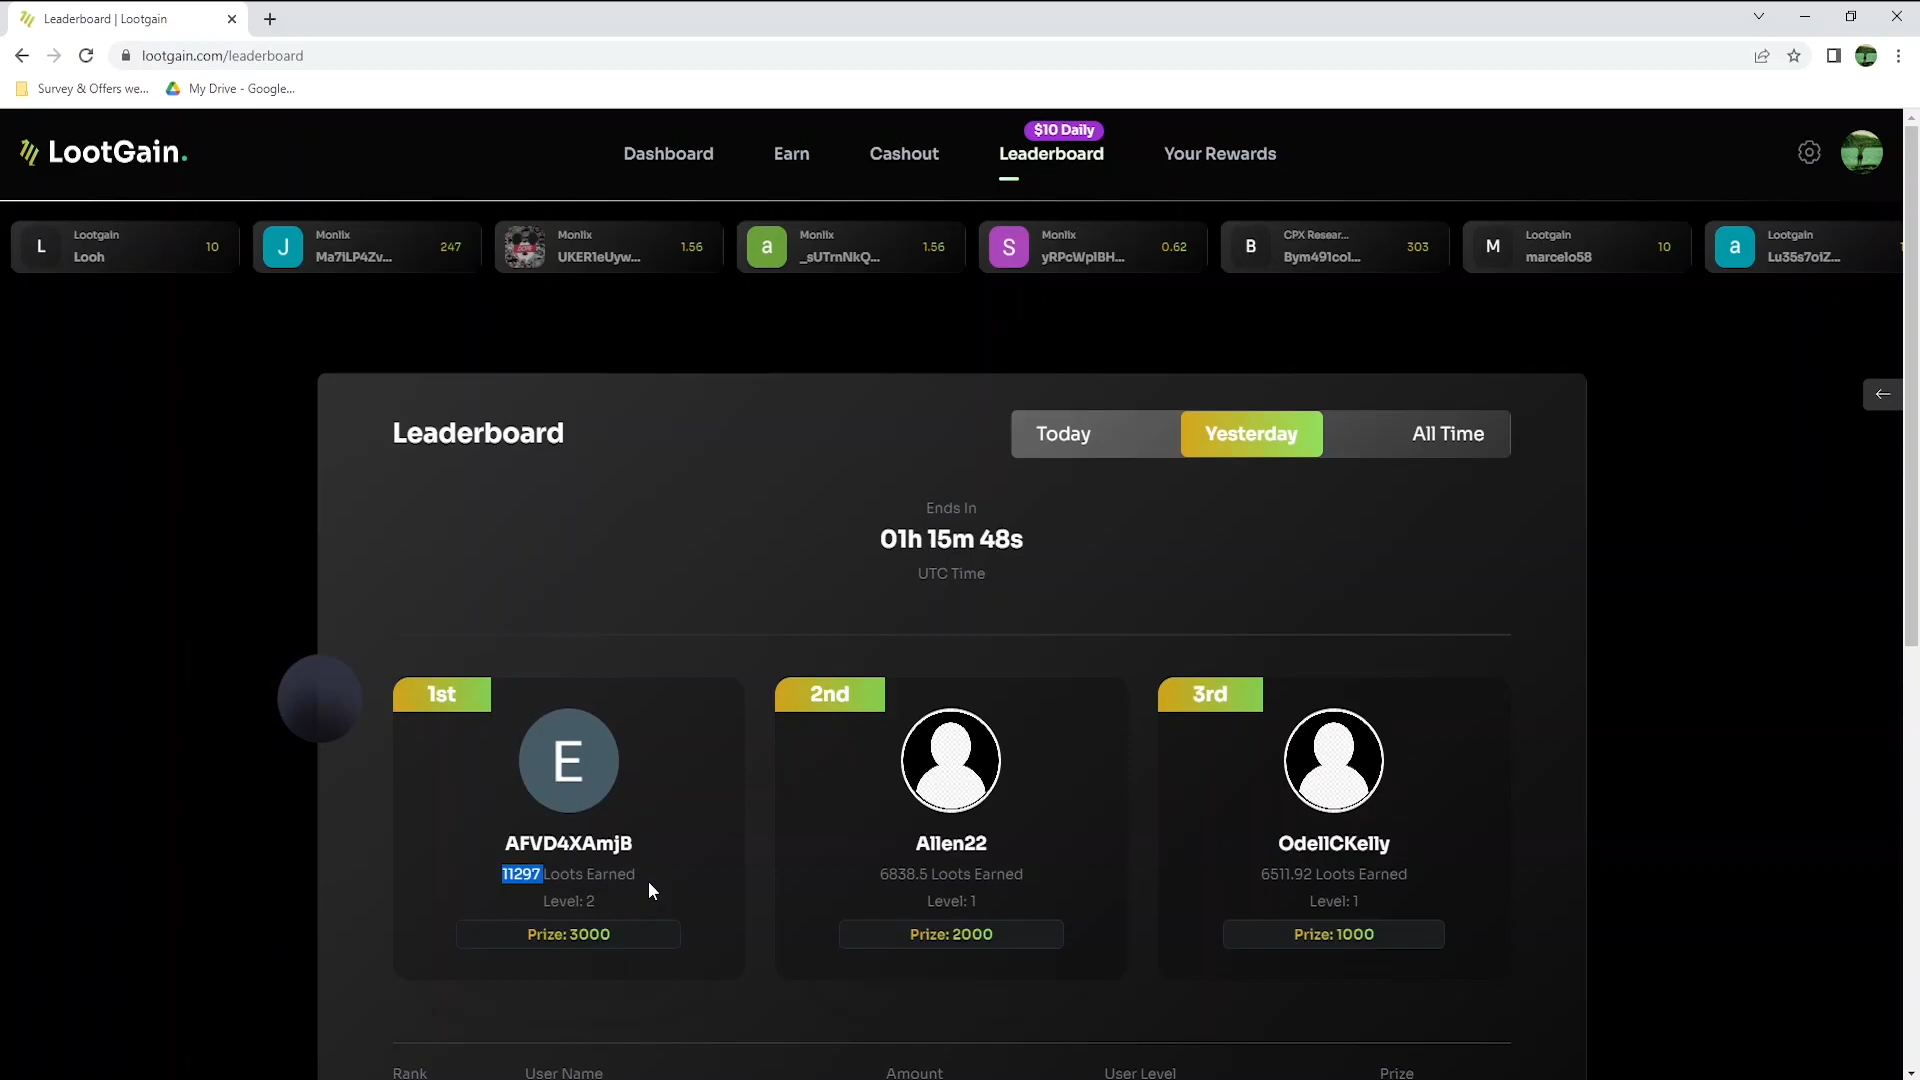 Leaderboard | Lootgain
lootgain.com/leaderboard
Survey & Offers we...
My Drive - Google...
LootGain.
Dashboard
Earn
Cashout
$10 Daily
Leaderboard
Your Rewards
L
Lootgain
Looh
10
J
Monlix
Ma7iLP4Zv...
247
Monlix
UKER1eUyw...
1.56
a
Monlix
_sUTrnNkQ...
1.56
S
Monlix
yRPcWplBH...
0.62
B
CPX Resear...
Bym491col...
303
M
Lootgain
marcelo58
10
a
Lootgain
Lu35s7oiZ...
Leaderboard
Today
Yesterday
All Time
Ends In
01h 15m 48s
UTC Time
1st
E
AFVD4XAmjB
11297 Loots Earned
Level: 2
Prize: 3000
2nd
Allen22
6838.5 Loots Earned
Level: 1
Prize: 2000
3rd
OdellCKelly
6511.92 Loots Earned
Level: 1
Prize: 1000
Rank
User Name
Amount
User Level
Prize